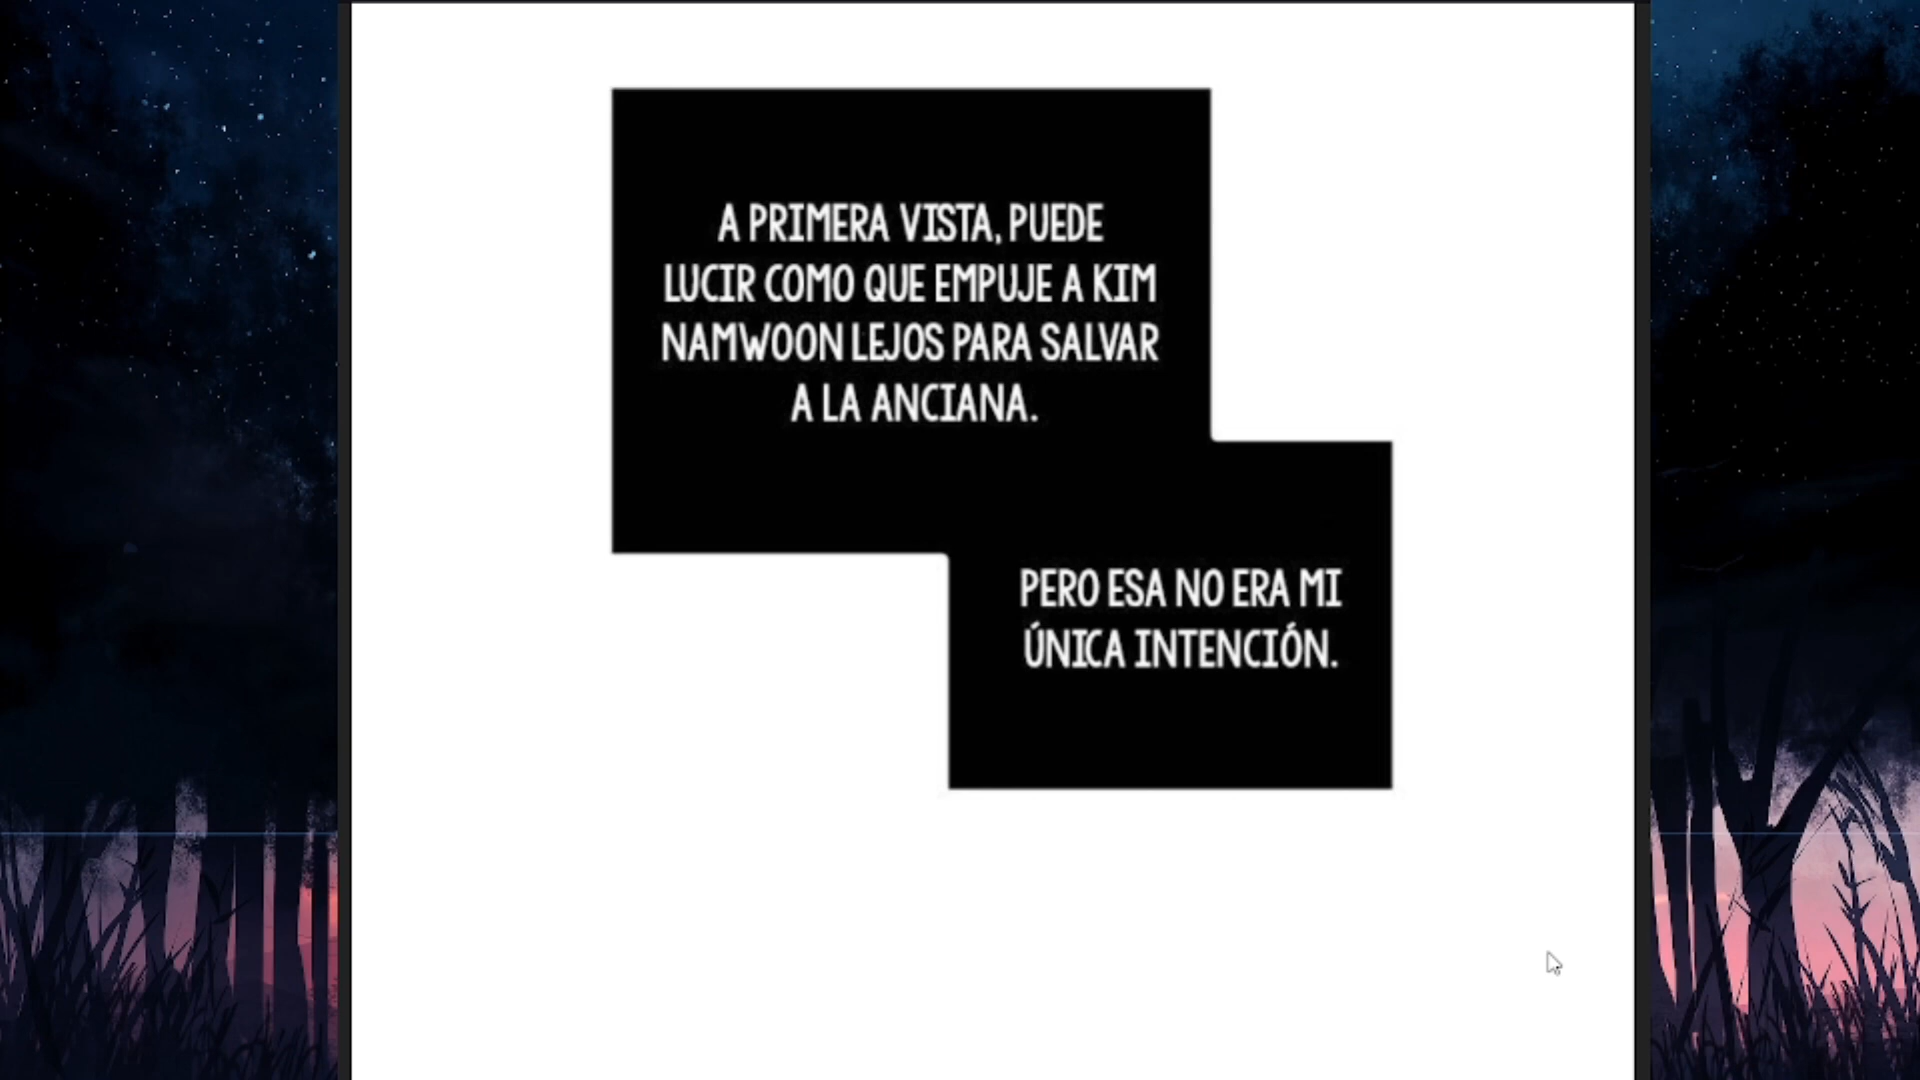 A PRIMERA VISTA, PUEDE
LUCIR COMO QUE EMPUJE A KIM
NAMWOON LEJOS PARA SALVAR
A LA ANCIANA.
PERO ESA NO ERA MI
ÚNICA INTENCIÓN.